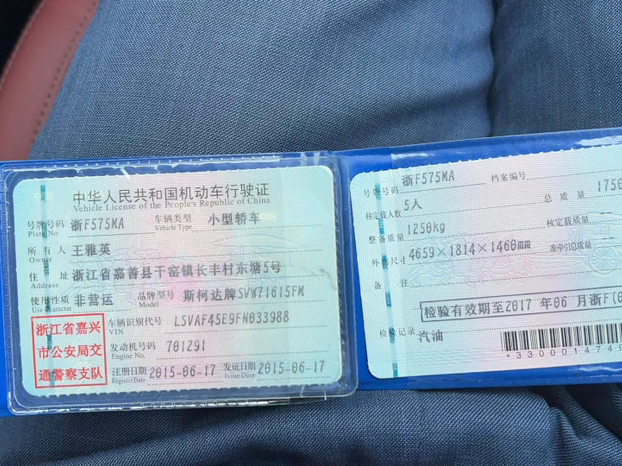 中华人民共和国机动车行驶证
Vehicle License of the People's Republic of China
号牌号码 浙F575MA 车辆类型 小型轿车
Plate No. Vehicle Type
所有人 王雅英
Owner
住址 浙江省嘉善县干窑镇长丰村东塘5号
Address
使用性质 非营运 品牌型号 斯柯达牌SVW71615FM
Use Character Model
浙江省嘉兴
市公安局交
通警察支队
车辆识别代号 LSVAF45E9FN033988
VIN
发动机号码 701291
Engine No.
注册日期 2015-06-17 发证日期 2015-06-17
Register Date Issue Date
号牌号码 浙F575MA 档案编号
核定载人数 5人 总质量 1750
整备质量 1250kg 核定载质量
外廓尺寸 4659×1814×1460mm 准牵引总质量
备注
检验有效期至2017年06月浙F(0
检验记录 汽油
*3300001474